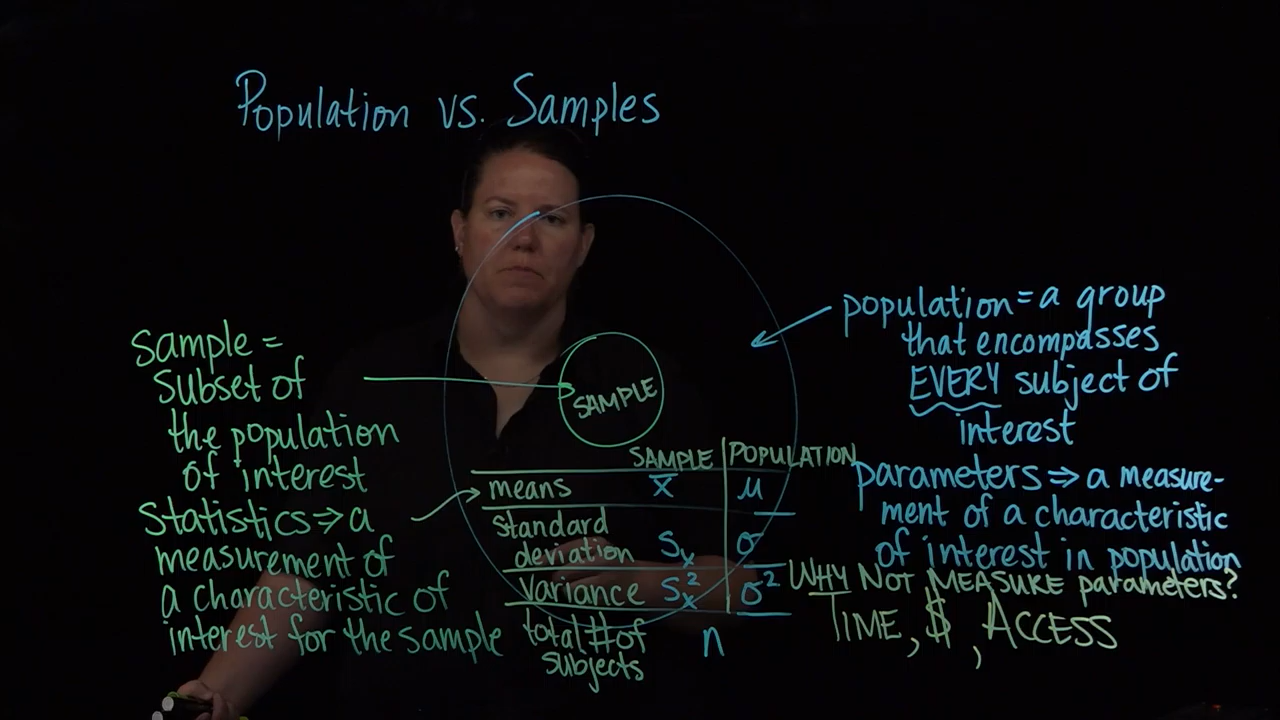 Population vs. Samples
sample =
subset of
the population
of interest
Statistics ⇒ a
measurement of
a characteristic of
interest for the sample
SAMPLE
population = a group
that encompasses
EVERY subject of
interest
parameters ⇒ a measure-
ment of a characteristic
of interest in population
SAMPLE POPULATION
means x̄ μ
standard
deviation Sₓ σ
Variance Sₓ² σ²
total # of
subjects n
WHY NOT MEASURE parameters?
TIME, $, ACCESS